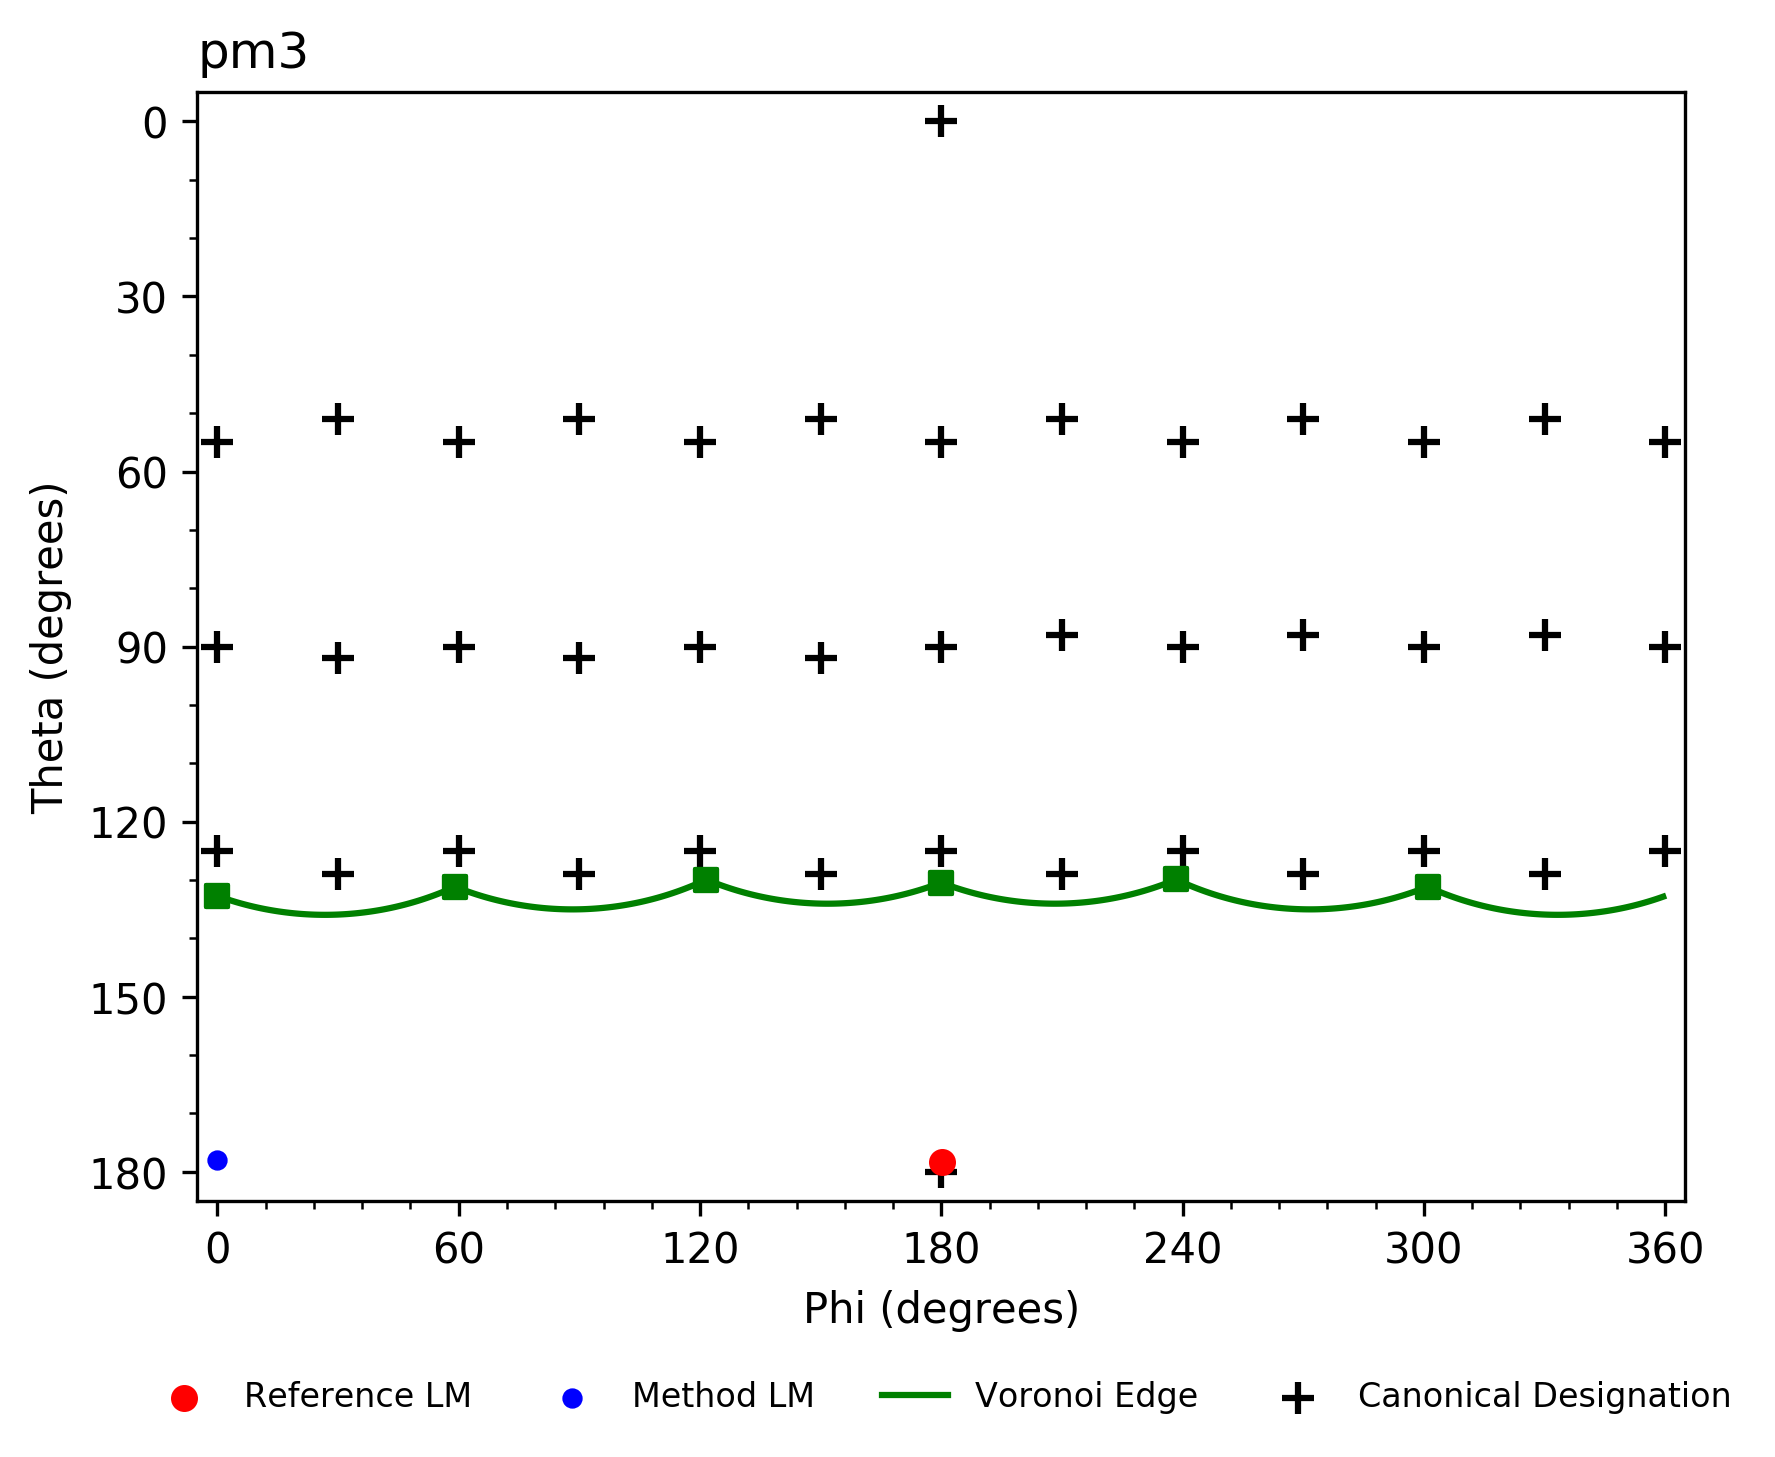 pm3
0
30
60
90
120
150
180
Theta (degrees)
0 60 120 180 240 300 360
Phi (degrees)
Reference LM Method LM Voronoi Edge Canonical Designation